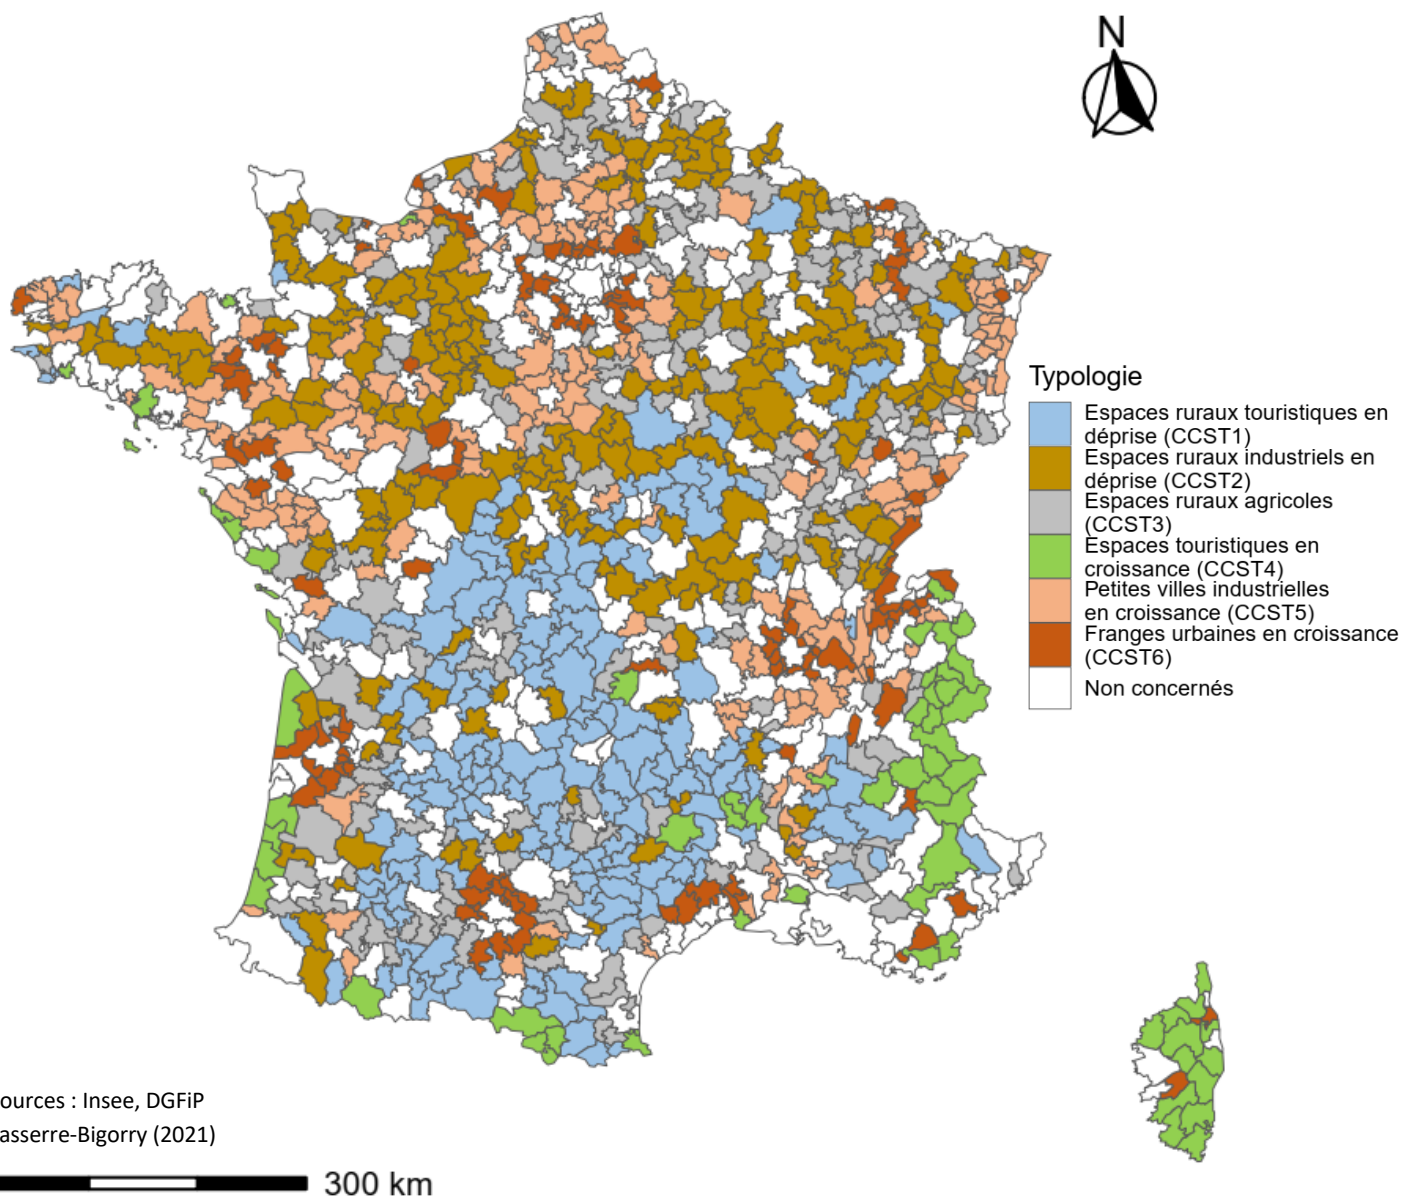 N
Typologie
Espaces ruraux touristiques en
déprise (CCST1)
Espaces ruraux industriels en
déprise (CCST2)
Espaces ruraux agricoles
(CCST3)
Espaces touristiques en
croissance (CCST4)
Petites villes industrielles
en croissance (CCST5)
Franges urbaines en croissance
(CCST6)
Non concernés
ources : Insee, DGFiP
asserre-Bigorry (2021)
300 km